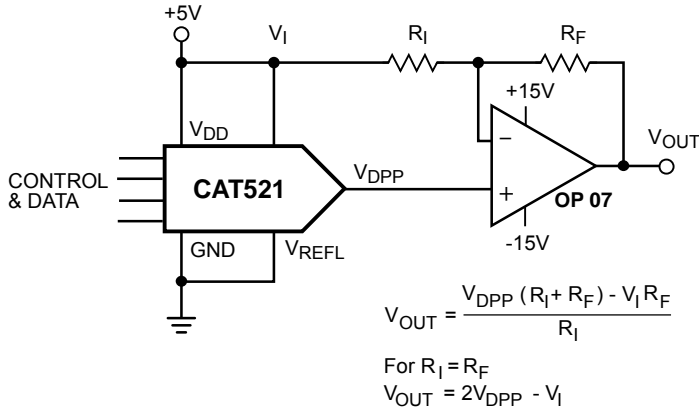 +5V
V_I
R_I
R_F
+15V
V_DD
−
V_OUT
CONTROL
& DATA
CAT521
V_DPP
+
OP 07
GND
V_REFL
-15V
V_OUT = (V_DPP (R_I + R_F) - V_I R_F) / R_I
For R_I = R_F
V_OUT = 2V_DPP - V_I